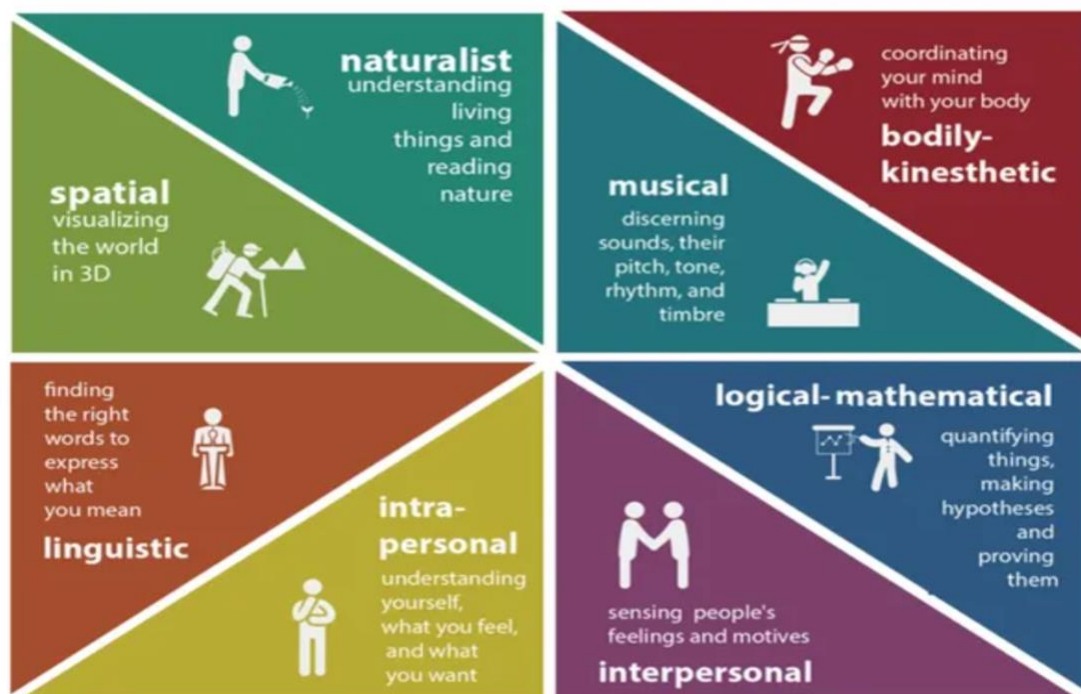 naturalist
understanding
living
things and
reading
nature
spatial
visualizing
the world
in 3D
coordinating
your mind
with your body
bodily-
kinesthetic
musical
discerning
sounds, their
pitch, tone,
rhythm, and
timbre
finding
the right
words to
express
what
you mean
linguistic
intra-
personal
understanding
yourself,
what you feel,
and what
you want
logical-mathematical
quantifying
things,
making
hypotheses
and
proving
them
sensing people's
feelings and motives
interpersonal